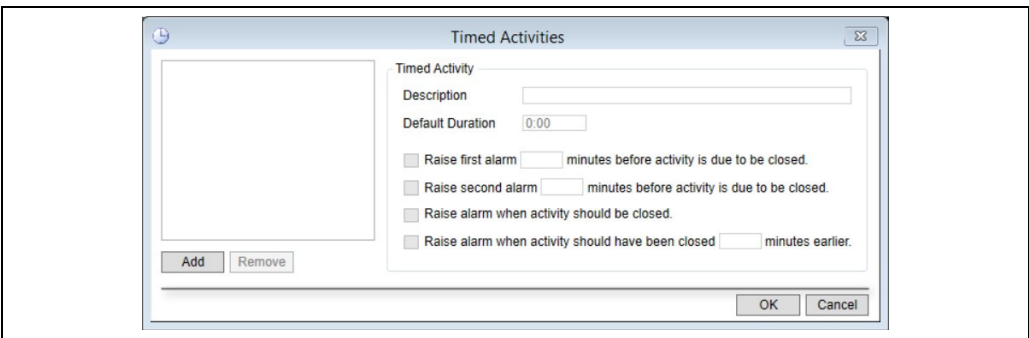 Timed Activities
Timed Activity
Description
Default Duration 0:00
Raise first alarm minutes before activity is due to be closed.
Raise second alarm minutes before activity is due to be closed.
Raise alarm when activity should be closed.
Raise alarm when activity should have been closed minutes earlier.
Add Remove
OK Cancel